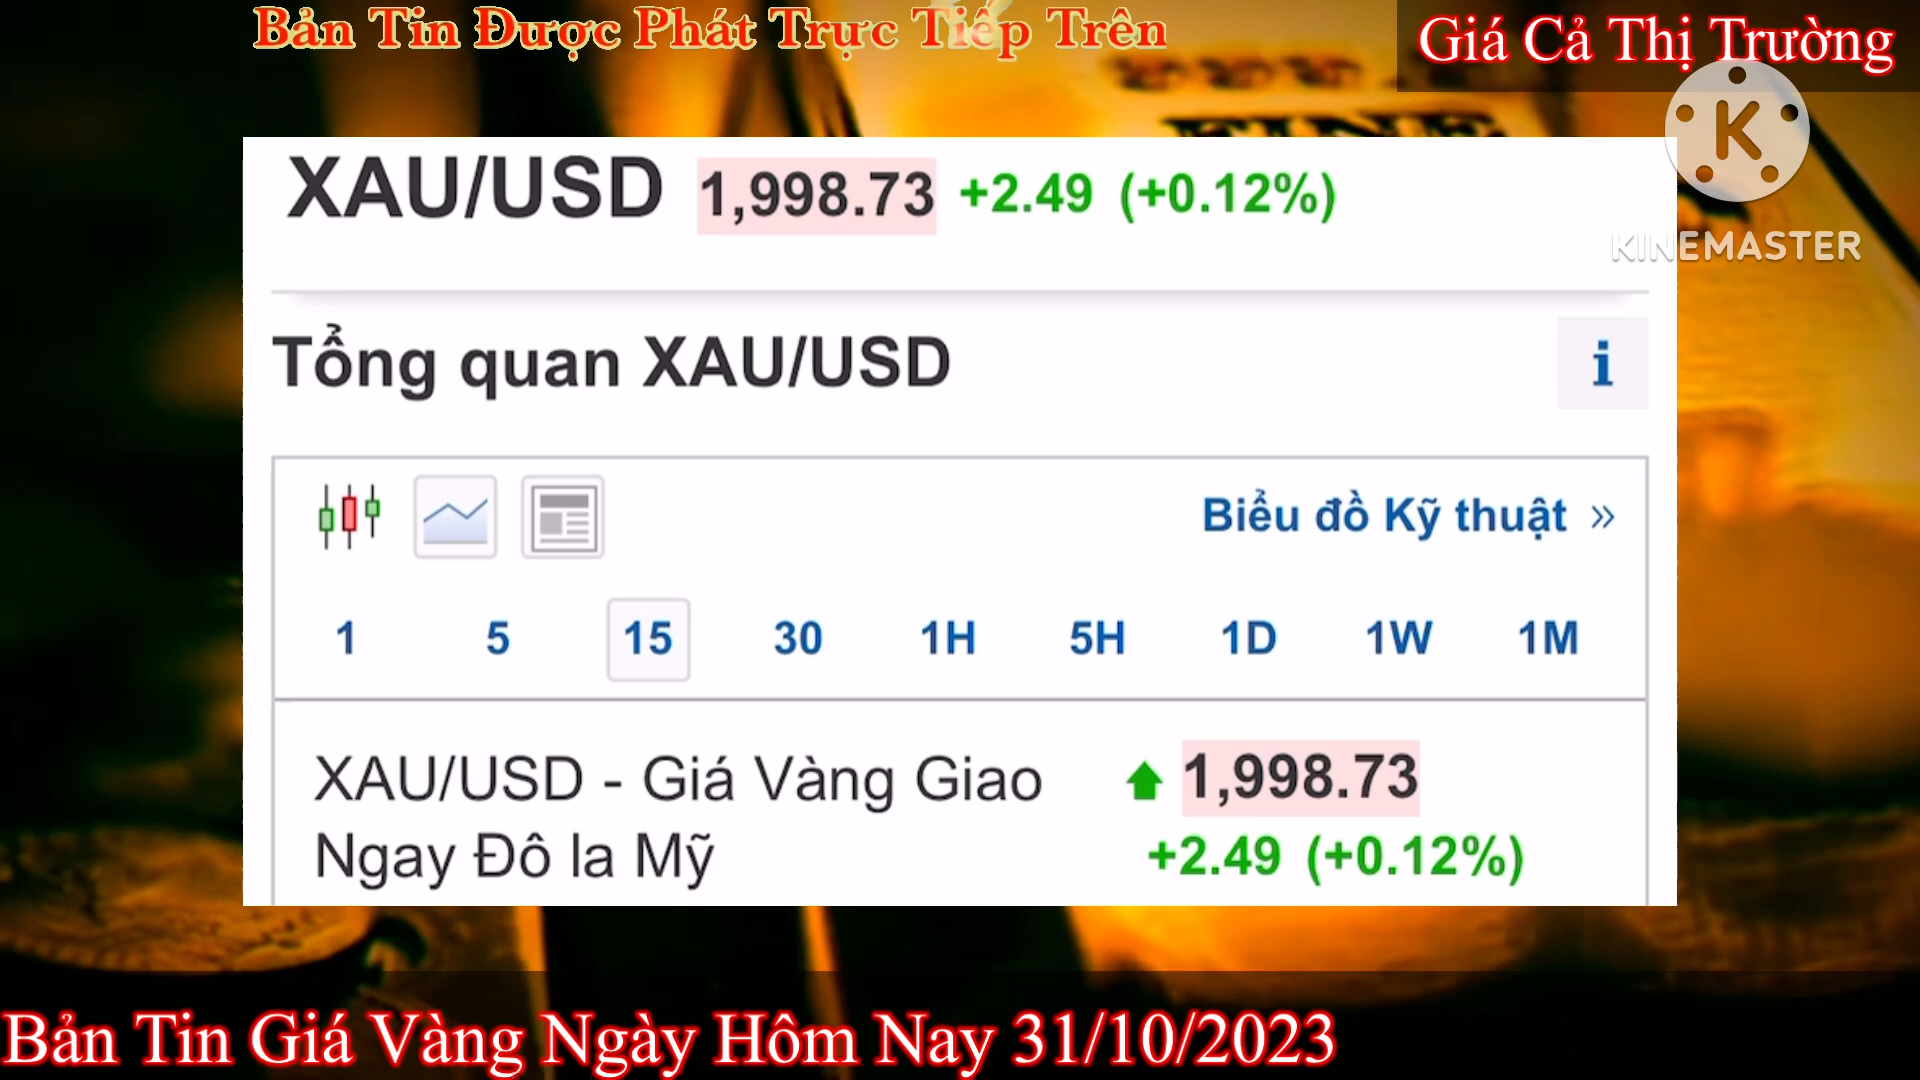 Bản Tin Được Phát Trực Tiếp Trên
Giá Cả Thị Trường
FINE
K
KINEMASTER
XAU/USD 1,998.73 +2.49 (+0.12%)
Tổng quan XAU/USD
i
Biểu đồ Kỹ thuật »
1 5 15 30 1H 5H 1D 1W 1M
XAU/USD - Giá Vàng Giao 1,998.73
Ngay Đô la Mỹ +2.49 (+0.12%)
Bản Tin Giá Vàng Ngày Hôm Nay 31/10/2023